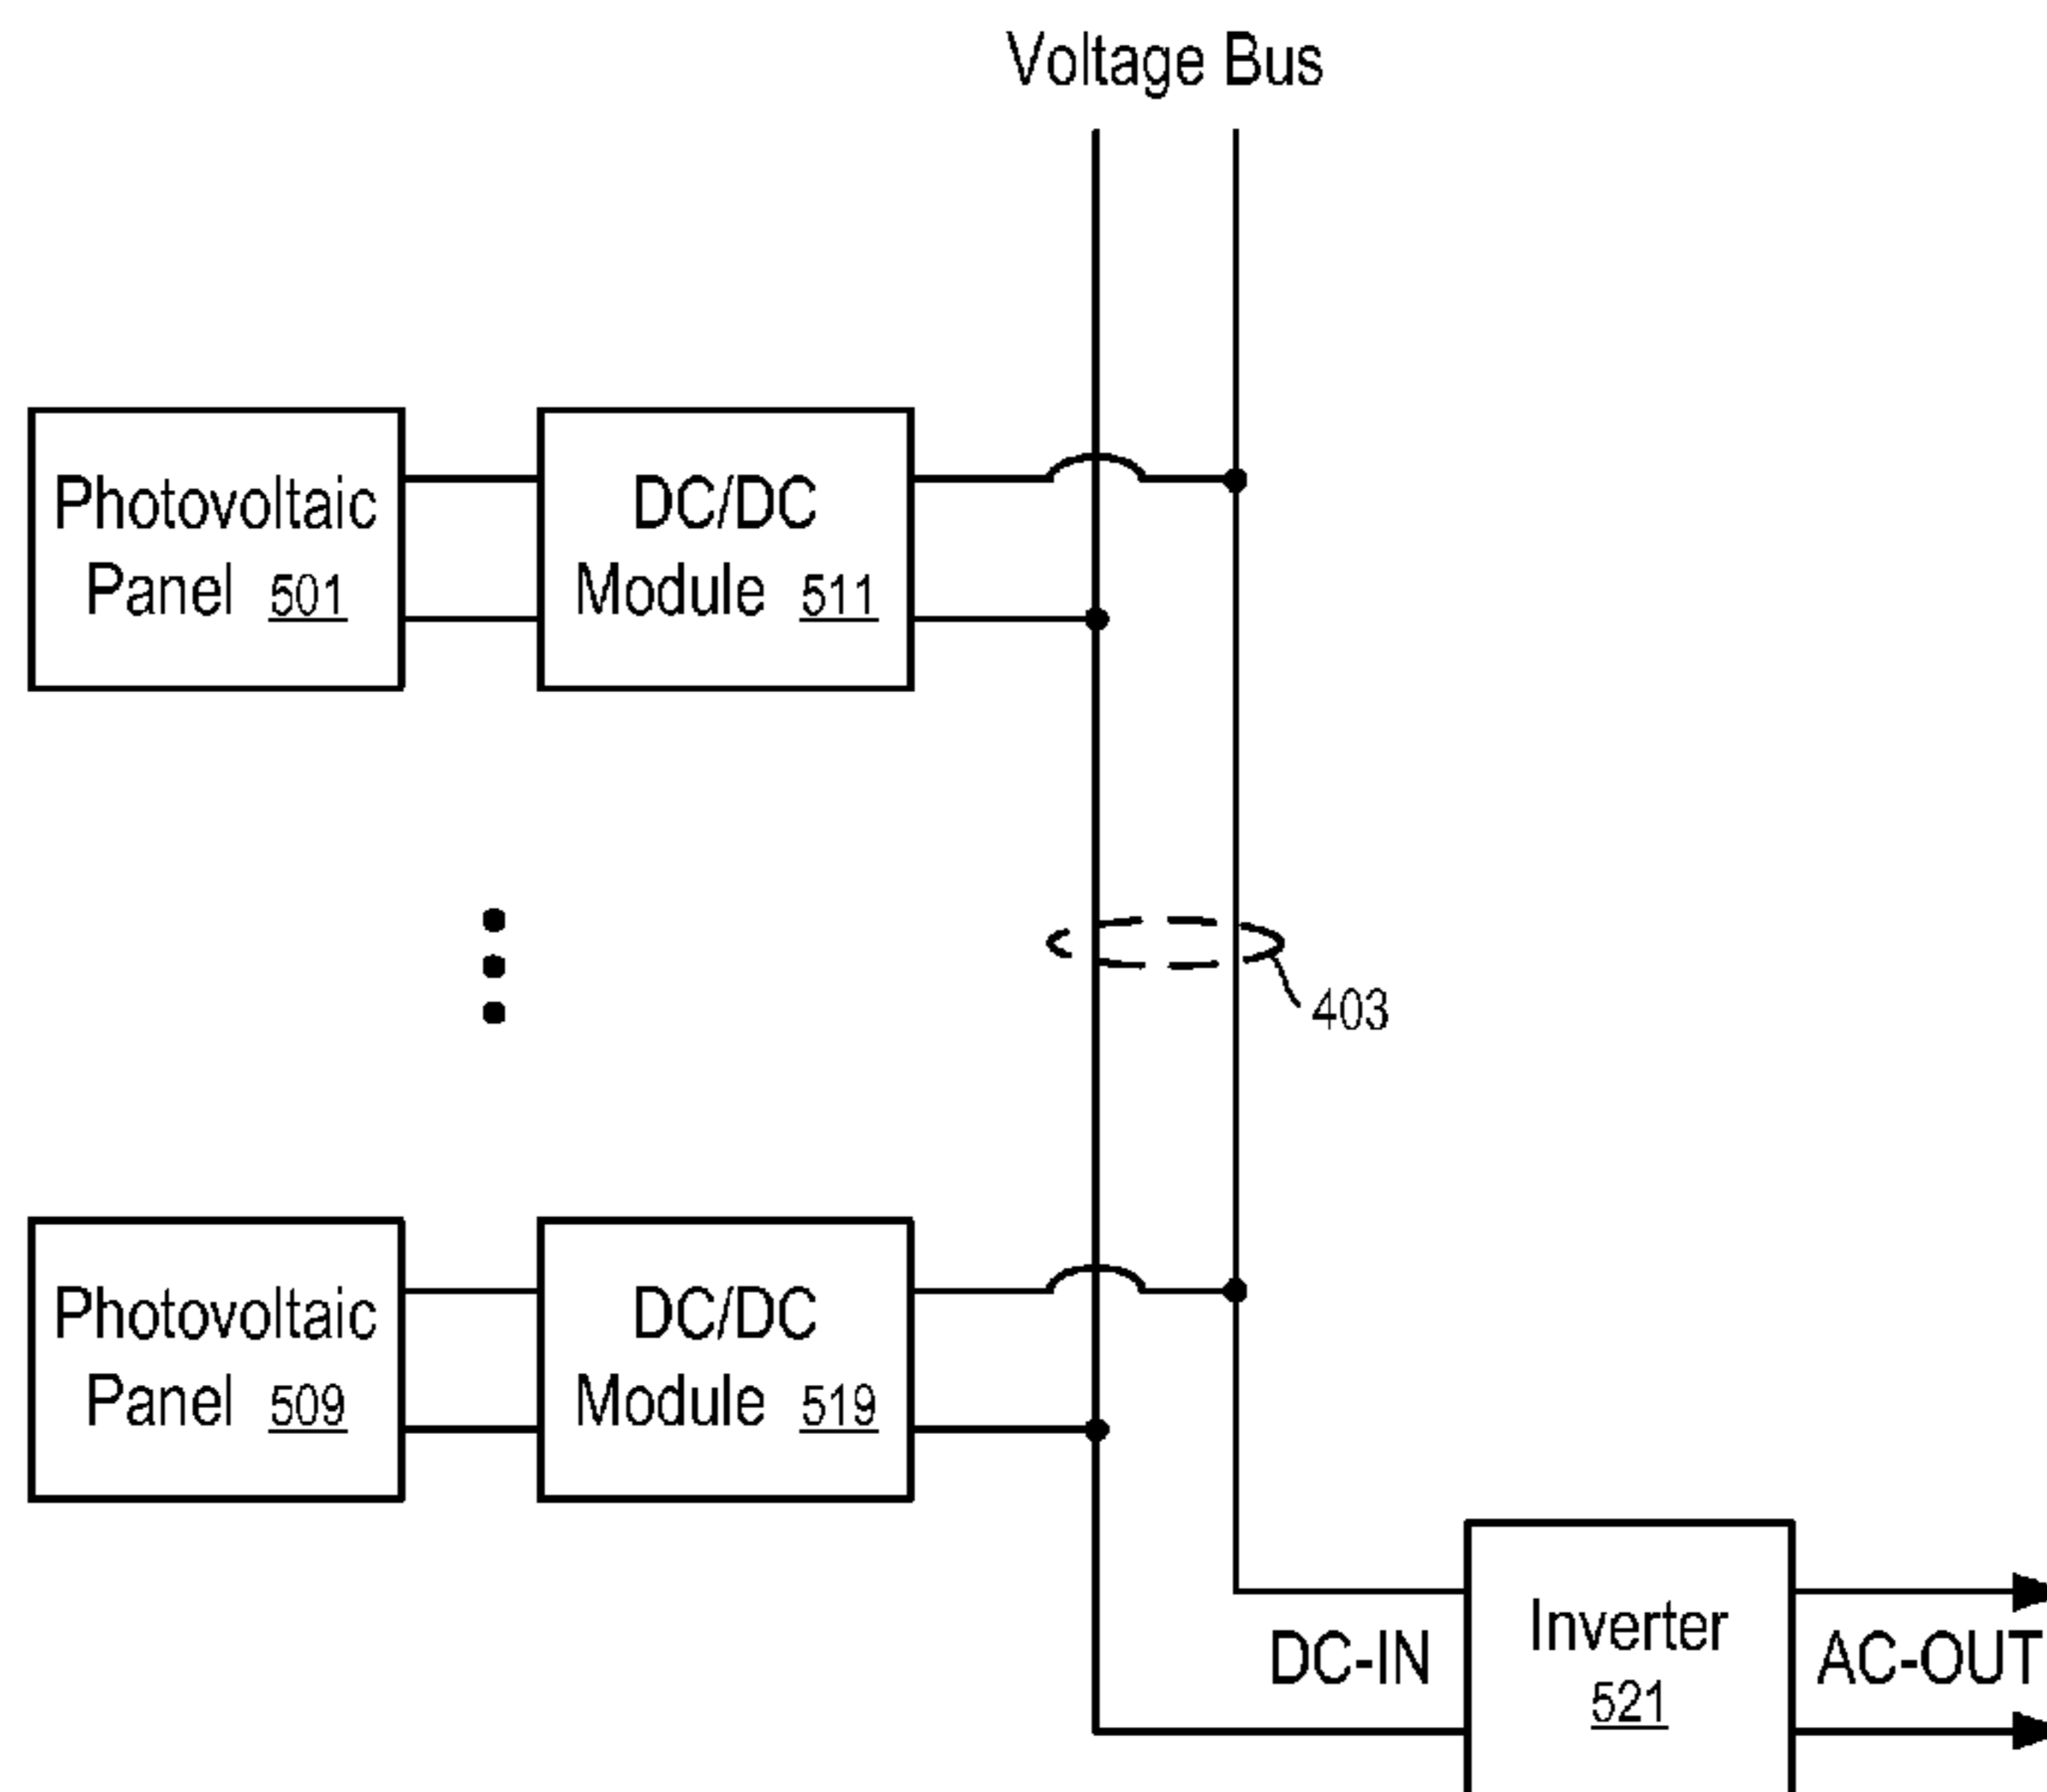 Voltage Bus
Photovoltaic
Panel 501
DC/DC
Module 511
403
Photovoltaic
Panel 509
DC/DC
Module 519
DC-IN
Inverter
521
AC-OUT